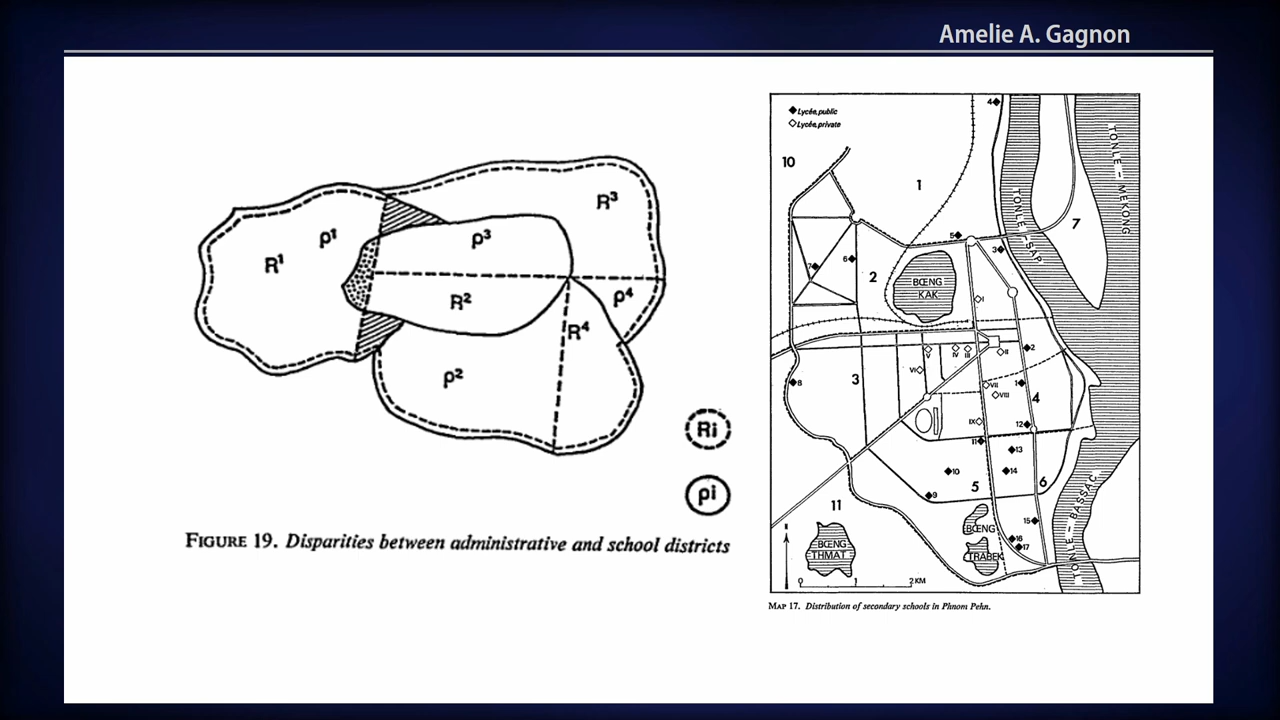 Amelie A. Gagnon
R¹
ρ¹
ρ³
R³
R²
ρ⁴
R⁴
ρ²
Ri
ρi
FIGURE 19. Disparities between administrative and school districts
Lycée, public
Lycée, private
4
10
1
TONLE - SAP
TONLE - MEKONG
7
5
3
6
7
2
BŒNG
KAK
I
2
V
IV
III
II
VI
8
3
VII
1
VIII
4
IX
12
11
13
10
14
9
5
6
11
15
BŒNG
TRABEK
16
17
BŒNG
THMAT
TONLE - BASSAC
0
1
2 KM
MAP 17. Distribution of secondary schools in Phnom Pehn.